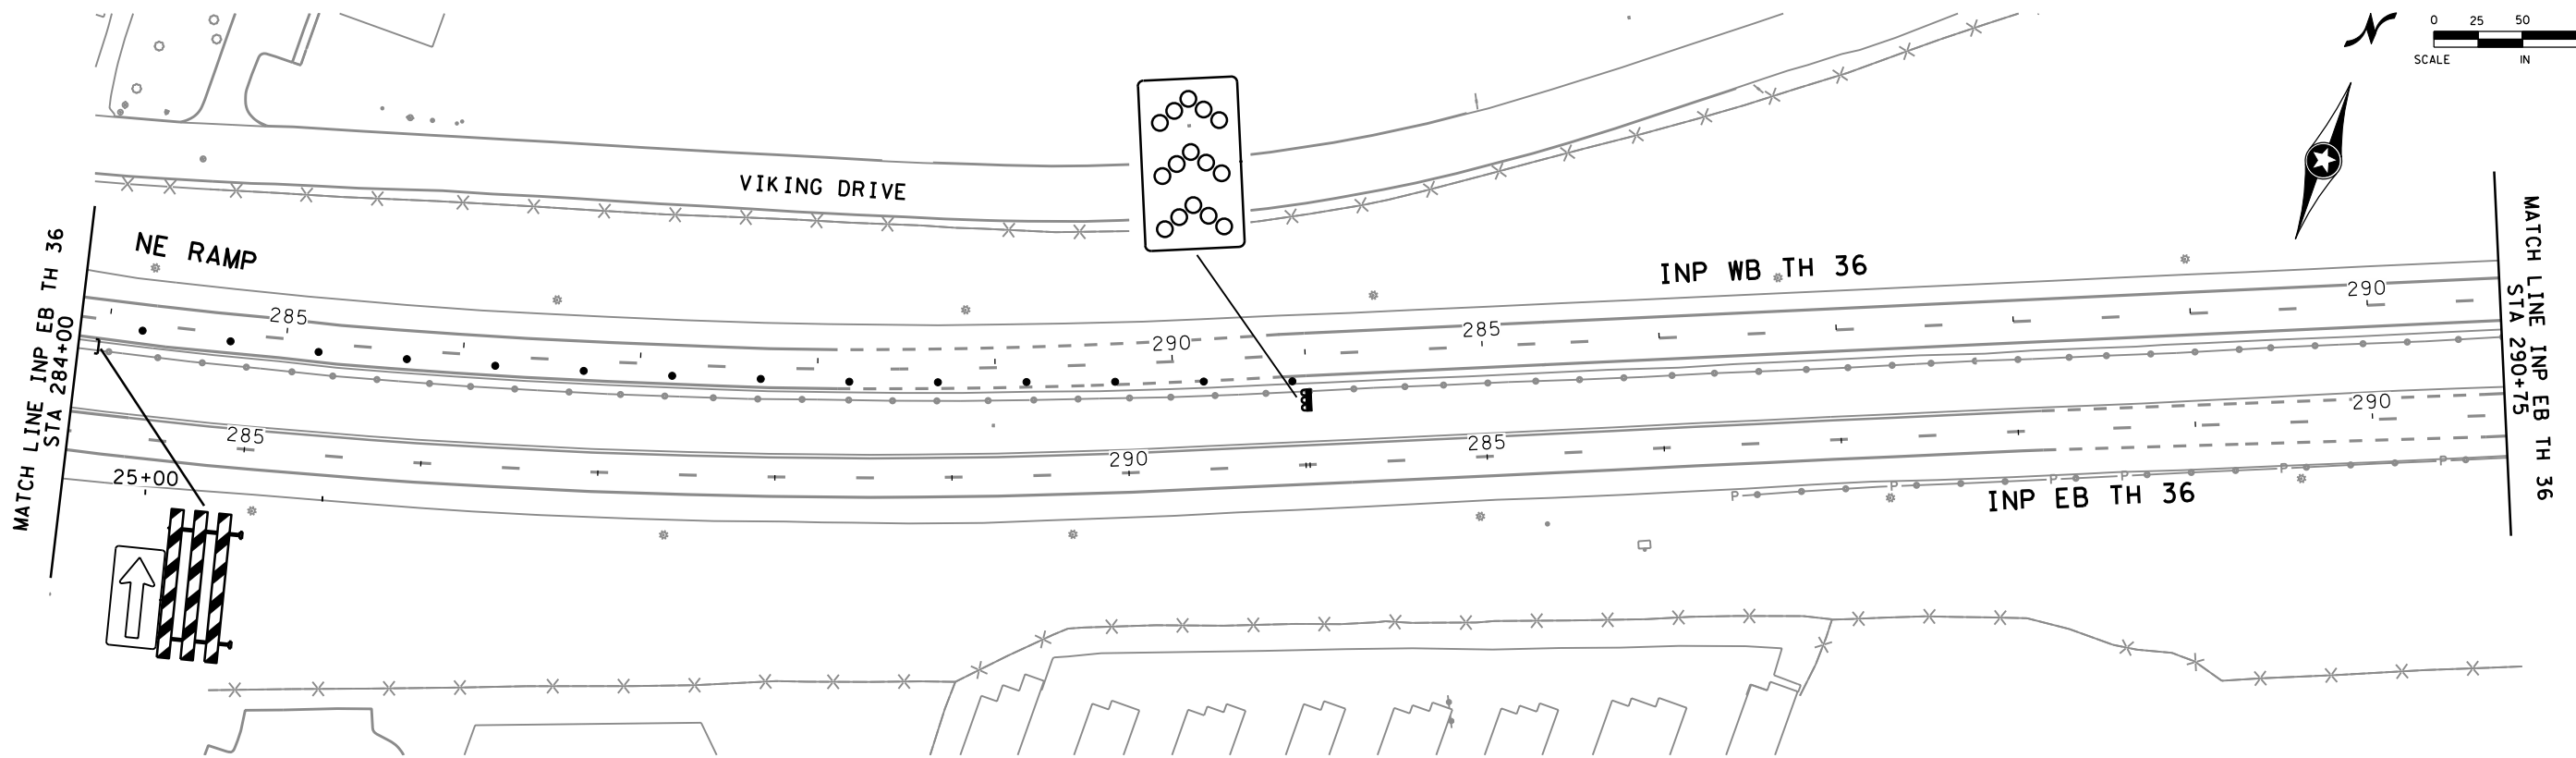 0 25 50
SCALE IN
VIKING DRIVE
NE RAMP
INP WB TH 36
MATCH LINE INP EB TH 36
STA 284+00
MATCH LINE INP EB TH 36
STA 290+75
285
290
285
290
285
290
285
290
25+00
P P P P P P
INP EB TH 36